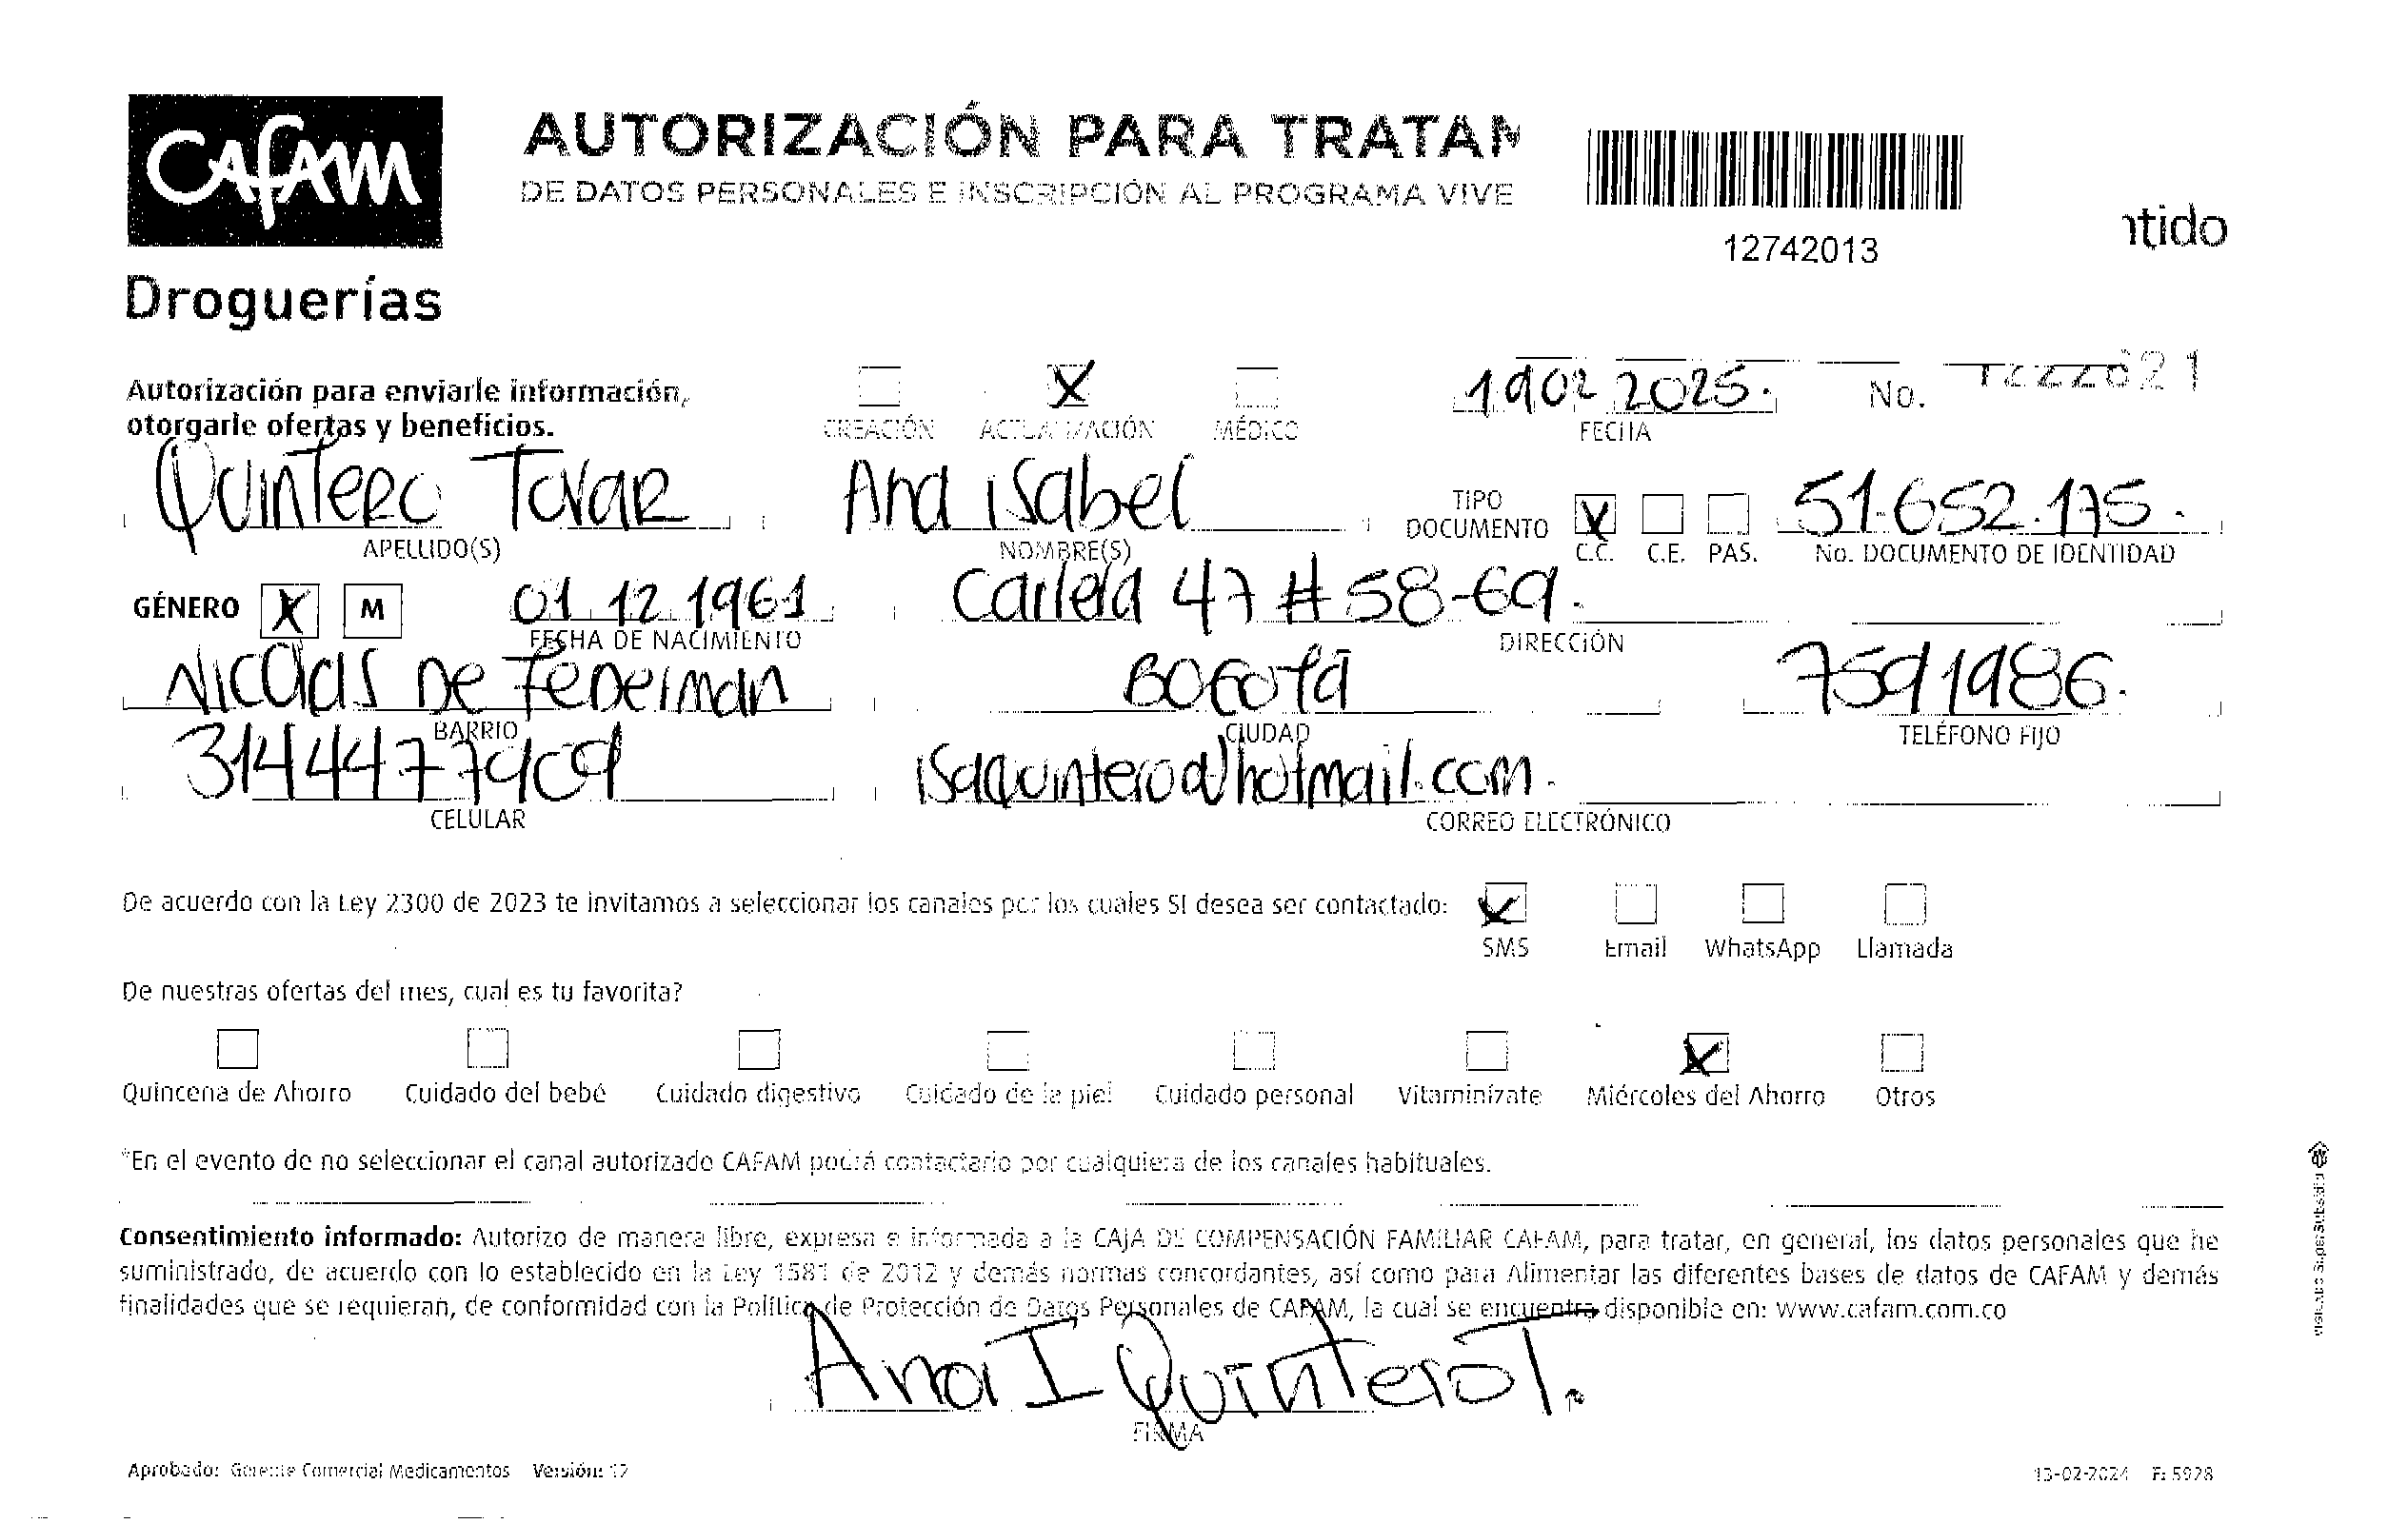 CAFAM
Droguerías
AUTORIZACIÓN PARA TRATAM
DE DATOS PERSONALES E INSCRIPCIÓN AL PROGRAMA VIVE
12742013
ntido
Autorización para enviarle información,
otorgarle ofertas y beneficios.
CREACIÓN ACTUALIZACIÓN MÉDICO
1902 2025. No.
FECHA
Quintero Tovar Ana isabel
TIPO
DOCUMENTO 51.652.175.
APELLIDO(S) NOMBRE(S) C.C. C.E. PAS. No. DOCUMENTO DE IDENTIDAD
GÉNERO M 01 12 1961 Carrera 47 # 58-69.
FECHA DE NACIMIENTO DIRECCIÓN
Nicolas De Federman BOGOTá 7591986.
BARRIO CIUDAD TELÉFONO FIJO
3144477909 isaquintero@hotmail.com.
CELULAR CORREO ELECTRÓNICO
De acuerdo con la Ley 2300 de 2023 te invitamos a seleccionar los canales por los cuales SI desea ser contactado:
SMS Email WhatsApp Llamada
De nuestras ofertas del mes, cual es tu favorita?
Quincena de Ahorro Cuidado del bebé Cuidado digestivo Cuidado de la piel Cuidado personal Vitaminízate Miércoles del Ahorro Otros
*En el evento de no seleccionar el canal autorizado CAFAM podrá contactarlo por cualquiera de los canales habituales.
Consentimiento informado: Autorizo de manera libre, expresa e informada a la CAJA DE COMPENSACIÓN FAMILIAR CAFAM, para tratar, en general, los datos personales que he
suministrado, de acuerdo con lo establecido en la Ley 1581 de 2012 y demás normas concordantes, así como para Alimentar las diferentes bases de datos de CAFAM y demás
finalidades que se requieran, de conformidad con la Política de Protección de Datos Personales de CAFAM, la cual se encuentra disponible en: www.cafam.com.co
Ana I Quintero T.
FIRMA
Aprobado: Gerente Comercial Medicamentos Versión: 12
13-02-2024 F: 5928
VIGILADO SuperSubsidio